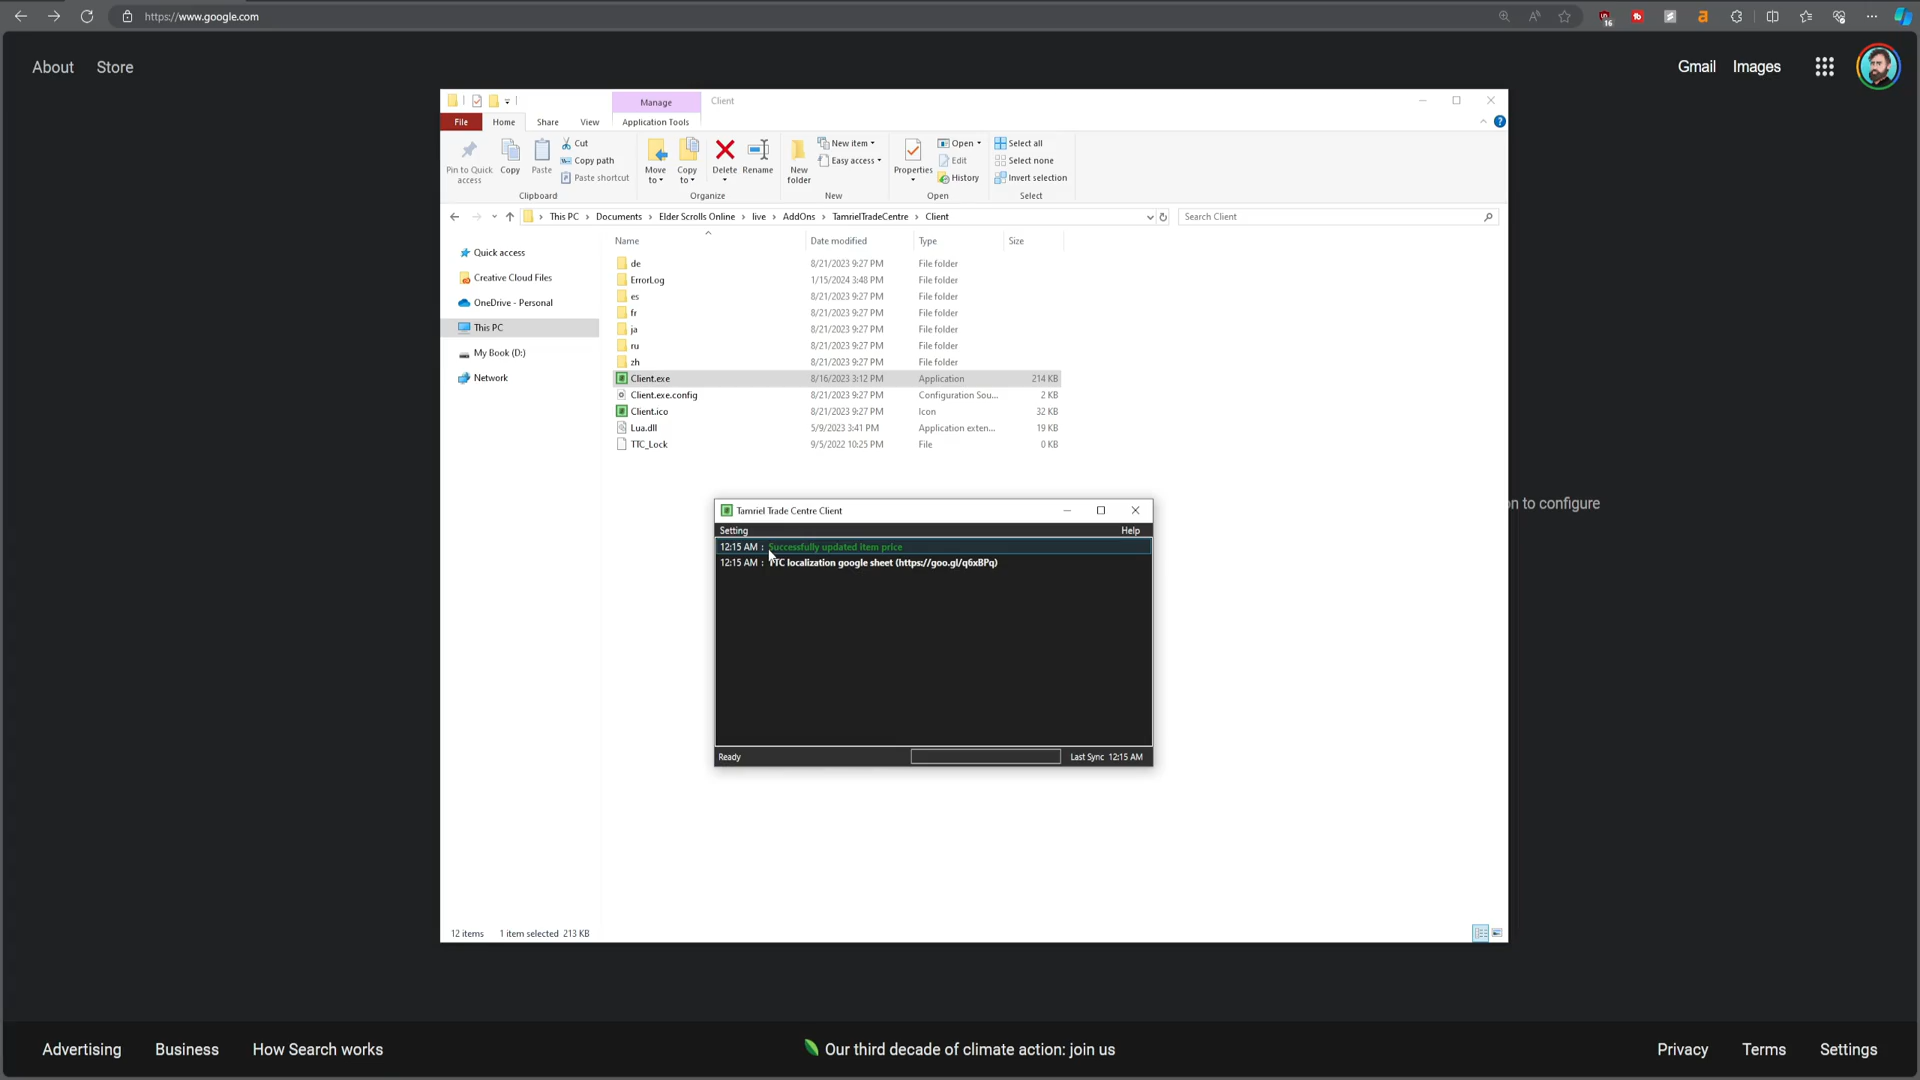 https://www.google.com
About Store
Gmail Images
Manage Client
File Home Share View Application Tools
Pin to Quick access
Copy
Paste
Cut
Copy path
Paste shortcut
Clipboard
Move to
Copy to
Delete
Rename
Organize
New folder
New item
Easy access
New
Properties
Open
Edit
History
Open
Select all
Select none
Invert selection
Select
This PC > Documents > Elder Scrolls Online > live > AddOns > TamrielTradeCentre > Client
Search Client
Quick access
Creative Cloud Files
OneDrive - Personal
This PC
My Book (D:)
Network
Name Date modified Type Size
de 8/21/2023 9:27 PM File folder
ErrorLog 1/15/2024 3:48 PM File folder
es 8/21/2023 9:27 PM File folder
fr 8/21/2023 9:27 PM File folder
ja 8/21/2023 9:27 PM File folder
ru 8/21/2023 9:27 PM File folder
zh 8/21/2023 9:27 PM File folder
Client.exe 8/16/2023 3:12 PM Application 214 KB
Client.exe.config 8/21/2023 9:27 PM Configuration Sou... 2 KB
Client.ico 8/21/2023 9:27 PM Icon 32 KB
Lua.dll 5/9/2023 3:41 PM Application exten... 19 KB
TTC_Lock 9/5/2022 10:25 PM File 0 KB
to configure
Tamriel Trade Centre Client
Setting Help
12:15 AM : Successfully updated item price
12:15 AM : TTC localization google sheet (https://goo.gl/q6xBPq)
Ready Last Sync 12:15 AM
12 items 1 item selected 213 KB
Advertising Business How Search works
Our third decade of climate action: join us
Privacy Terms Settings